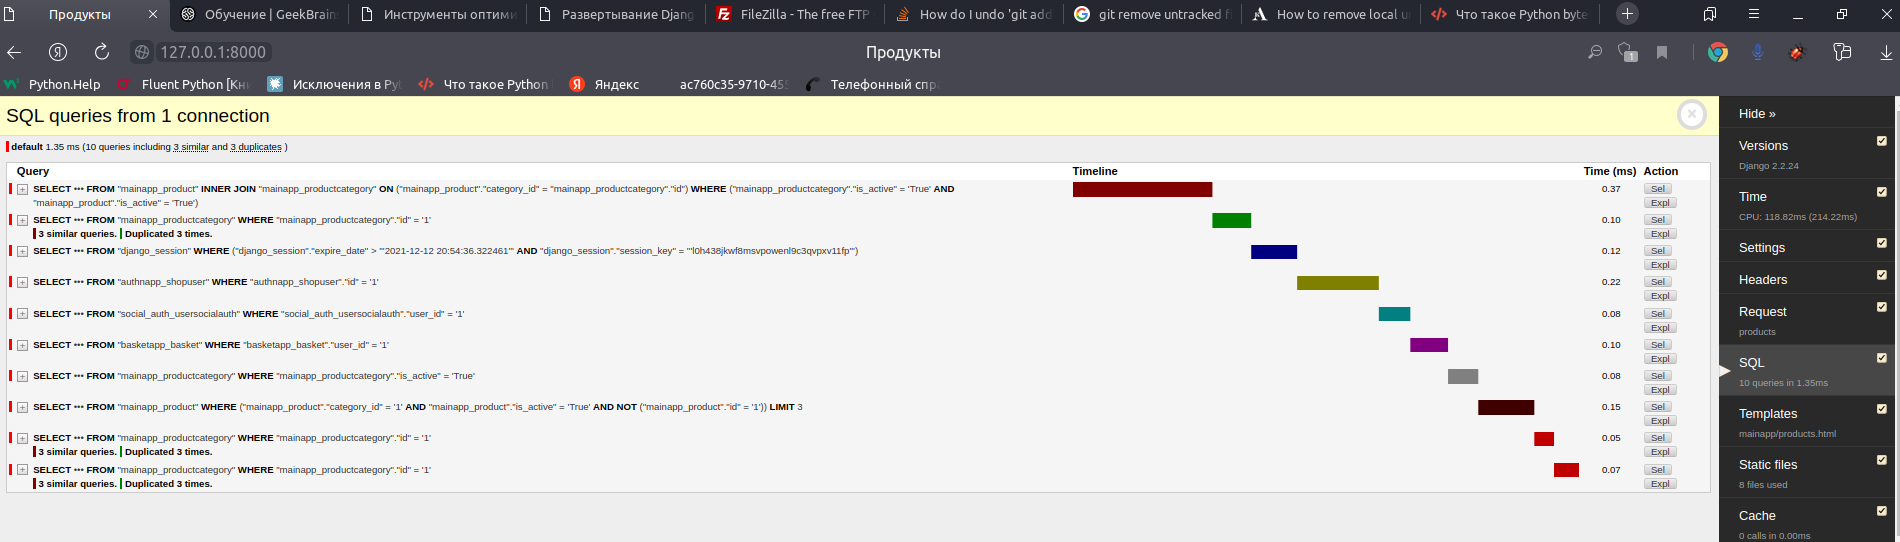 Продукты
Обучение | GeekBrain
Инструменты оптими
Развертывание Django
FileZilla - The free FTP
How do I undo 'git add
git remove untracked f
How to remove local u
Что такое Python byte
127.0.0.1:8000
Продукты
1
Python.Help
Fluent Python [Кни
Исключения в Py
Что такое Python
Яндекс
ac760c35-9710-455
Телефонный спра
SQL queries from 1 connection
default 1.35 ms (10 queries including 3 similar and 3 duplicates )
Query Timeline Time (ms) Action
SELECT ••• FROM "mainapp_product" INNER JOIN "mainapp_productcategory" ON ("mainapp_product"."category_id" = "mainapp_productcategory"."id") WHERE ("mainapp_productcategory"."is_active" = 'True' AND 0.37 Sel
"mainapp_product"."is_active" = 'True') Expl
SELECT ••• FROM "mainapp_productcategory" WHERE "mainapp_productcategory"."id" = '1' 0.10 Sel
3 similar queries. Duplicated 3 times. Expl
SELECT ••• FROM "django_session" WHERE ("django_session"."expire_date" > '"2021-12-12 20:54:36.322461"' AND "django_session"."session_key" = '"l0h438jkwf8msvpowenl9c3qvpxv11fp"') 0.12 Sel
Expl
SELECT ••• FROM "authnapp_shopuser" WHERE "authnapp_shopuser"."id" = '1' 0.22 Sel
Expl
SELECT ••• FROM "social_auth_usersocialauth" WHERE "social_auth_usersocialauth"."user_id" = '1' 0.08 Sel
Expl
SELECT ••• FROM "basketapp_basket" WHERE "basketapp_basket"."user_id" = '1' 0.10 Sel
Expl
SELECT ••• FROM "mainapp_productcategory" WHERE "mainapp_productcategory"."is_active" = 'True' 0.08 Sel
Expl
SELECT ••• FROM "mainapp_product" WHERE ("mainapp_product"."category_id" = '1' AND "mainapp_product"."is_active" = 'True' AND NOT ("mainapp_product"."id" = '1')) LIMIT 3 0.15 Sel
Expl
SELECT ••• FROM "mainapp_productcategory" WHERE "mainapp_productcategory"."id" = '1' 0.05 Sel
3 similar queries. Duplicated 3 times. Expl
SELECT ••• FROM "mainapp_productcategory" WHERE "mainapp_productcategory"."id" = '1' 0.07 Sel
3 similar queries. Duplicated 3 times. Expl
Hide »
Versions
Django 2.2.24
Time
CPU: 118.82ms (214.22ms)
Settings
Headers
Request
products
SQL
10 queries in 1.35ms
Templates
mainapp/products.html
Static files
8 files used
Cache
0 calls in 0.00ms